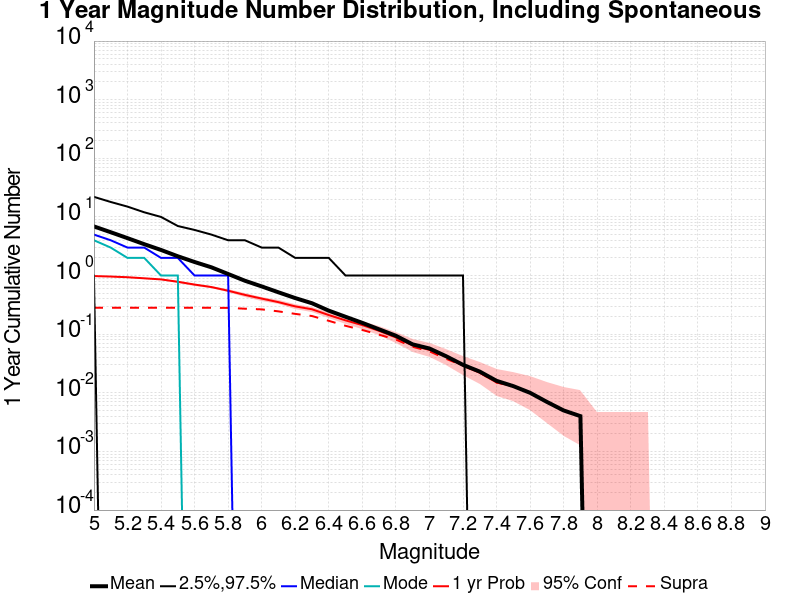 1 Year Magnitude Number Distribution, Including Spontaneous
10^4
10^3
10^2
10^1
10^0
10^-1
10^-2
10^-3
10^-4
1 Year Cumulative Number
5 5.2 5.4 5.6 5.8 6 6.2 6.4 6.6 6.8 7 7.2 7.4 7.6 7.8 8 8.2 8.4 8.6 8.8 9
Magnitude
Mean 2.5%,97.5% Median Mode 1 yr Prob 95% Conf Supra